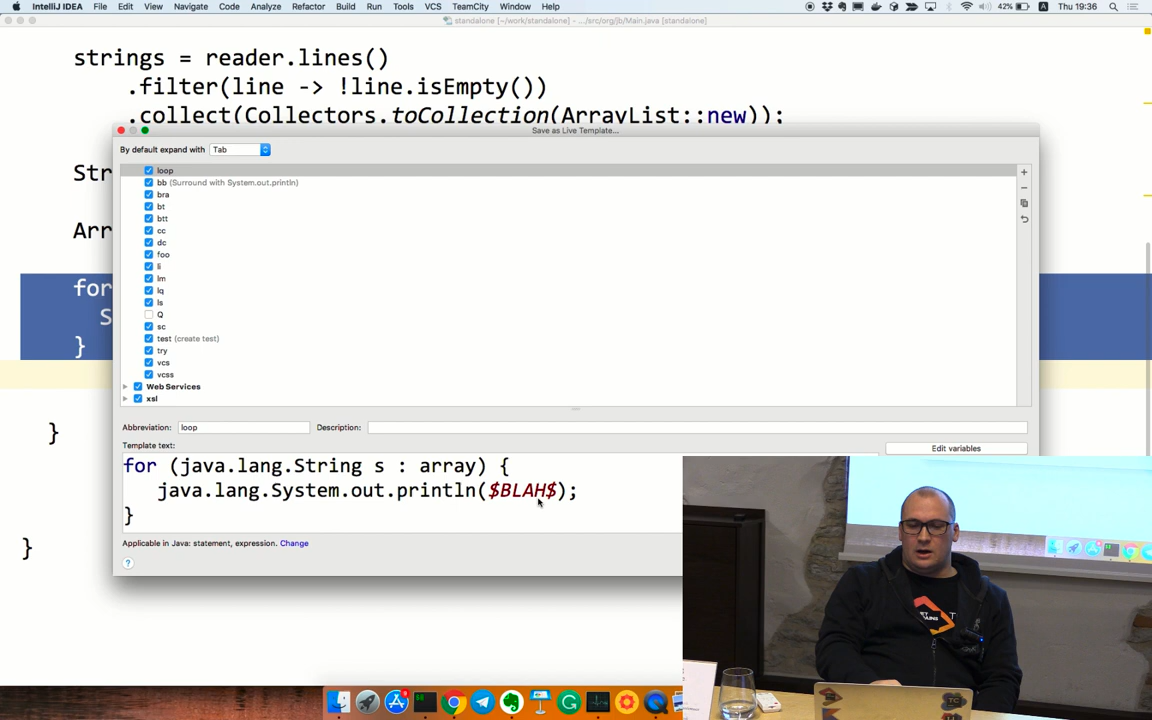 IntelliJ IDEA File Edit View Navigate Code Analyze Refactor Build Run Tools VCS TeamCity Window Help 42% A Thu 19:36
standalone [~/work/standalone] - .../src/org/jb/Main.java [standalone]
strings = reader.lines()
.filter(line -> !line.isEmpty())
.collect(Collectors.toCollection(ArrayList::new));
Save as Live Template...
By default expand with Tab
loop
Str
bb (Surround with System.out.println)
bra
bt
btt
Arr
cc
dc
foo
li
for
lm
lq
ls
S
Q
sc
test (create test)
}
try
vcs
vcss
Web Services
xsl
Abbreviation: loop Description:
}
Template text:
Edit variables
for (java.lang.String s : array) {
java.lang.System.out.println($BLAH$);
}
Applicable in Java: statement, expression. Change
}
?